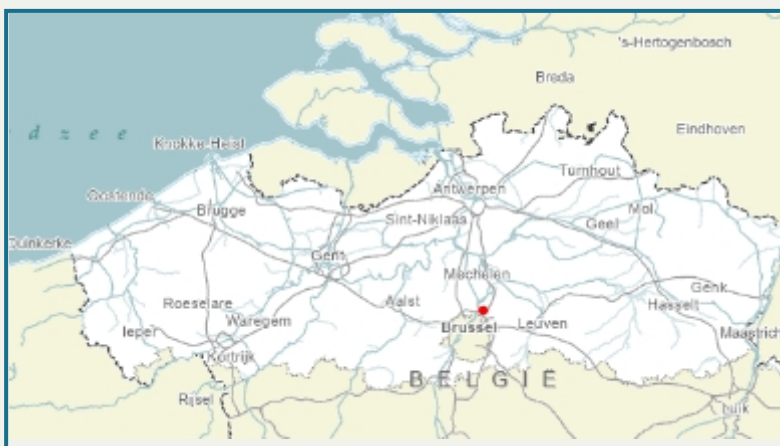 's-Hertogenbosch
Breda
d z e e
Eindhoven
Knokke-Heist
Turnhout
Antwerpen
Oostende
Mol
Brugge
Sint-Niklaas
Geel
Duinkerke
Gent
Mechelen
Genk
Aalst
Hasselt
Roeselare
Waregem
Leuven
Ieper
Brussel
Maastrich
Kortrijk
BELGIË
Rijsel
Luik